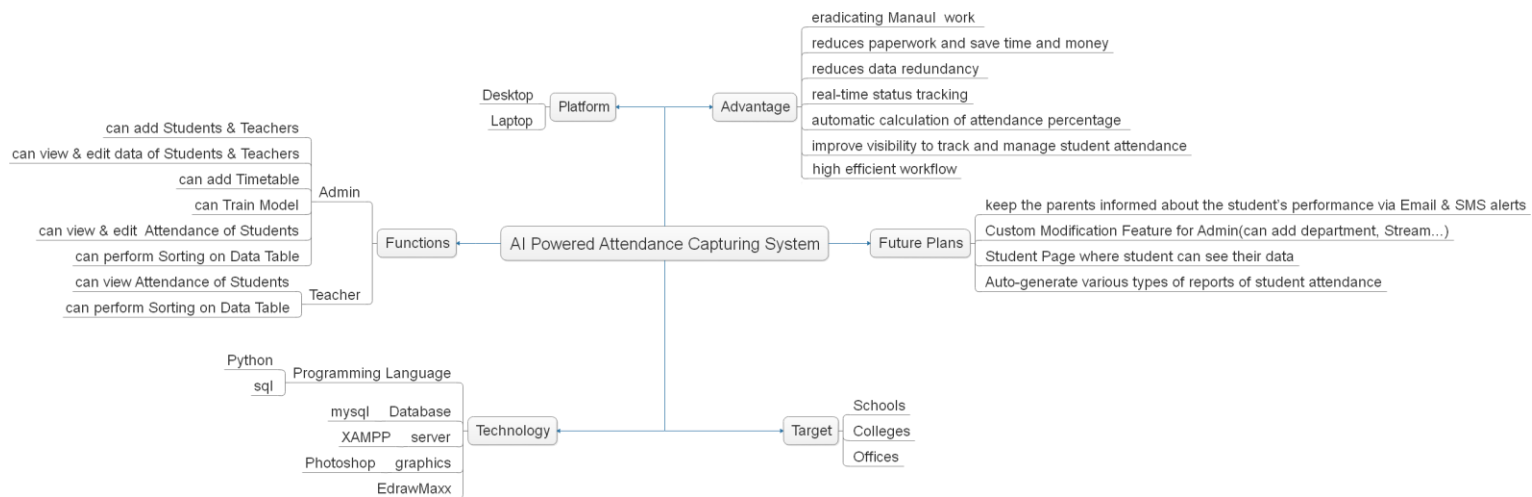 AI Powered Attendance Capturing System
Platform
Desktop
Laptop
Advantage
eradicating Manaul work
reduces paperwork and save time and money
reduces data redundancy
real-time status tracking
automatic calculation of attendance percentage
improve visibility to track and manage student attendance
high efficient workflow
Functions
Admin
can add Students & Teachers
can view & edit data of Students & Teachers
can add Timetable
can Train Model
can view & edit Attendance of Students
can perform Sorting on Data Table
Teacher
can view Attendance of Students
can perform Sorting on Data Table
Future Plans
keep the parents informed about the student's performance via Email & SMS alerts
Custom Modification Feature for Admin(can add department, Stream...)
Student Page where student can see their data
Auto-generate various types of reports of student attendance
Technology
Programming Language
Python
sql
Database
mysql
server
XAMPP
graphics
Photoshop
EdrawMaxx
Target
Schools
Colleges
Offices